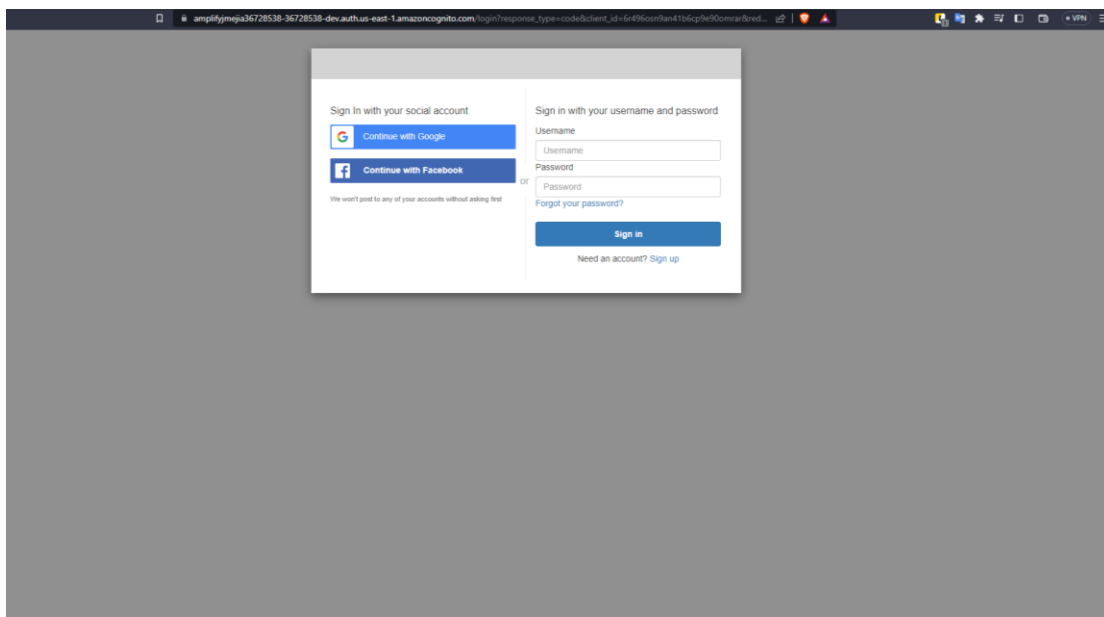 amplifyjmejia36728538-36728538-dev.auth.us-east-1.amazoncognito.com/login?response_type=code&client_id=6r496osn9an41b6cp9e90omrar&red...
VPN
Sign In with your social account
Continue with Google
Continue with Facebook
We won't post to any of your accounts without asking first
or
Sign in with your username and password
Username
Username
Password
Password
Forgot your password?
Sign in
Need an account? Sign up